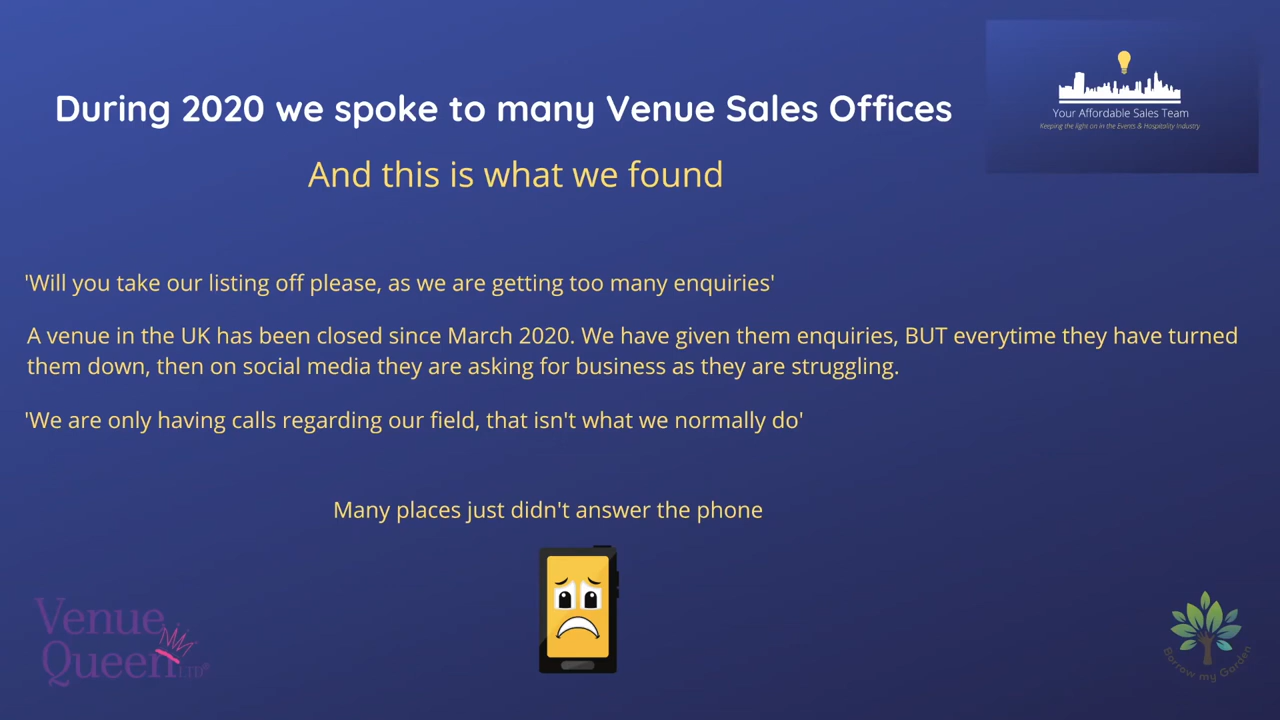 During 2020 we spoke to many Venue Sales Offices
And this is what we found
Your Affordable Sales Team
Keeping the light on in the Events & Hospitality Industry
'Will you take our listing off please, as we are getting too many enquiries'
A venue in the UK has been closed since March 2020. We have given them enquiries, BUT everytime they have turned
them down, then on social media they are asking for business as they are struggling.
'We are only having calls regarding our field, that isn't what we normally do'
Many places just didn't answer the phone
Venue
Queen LTD®
Borrow my Garden